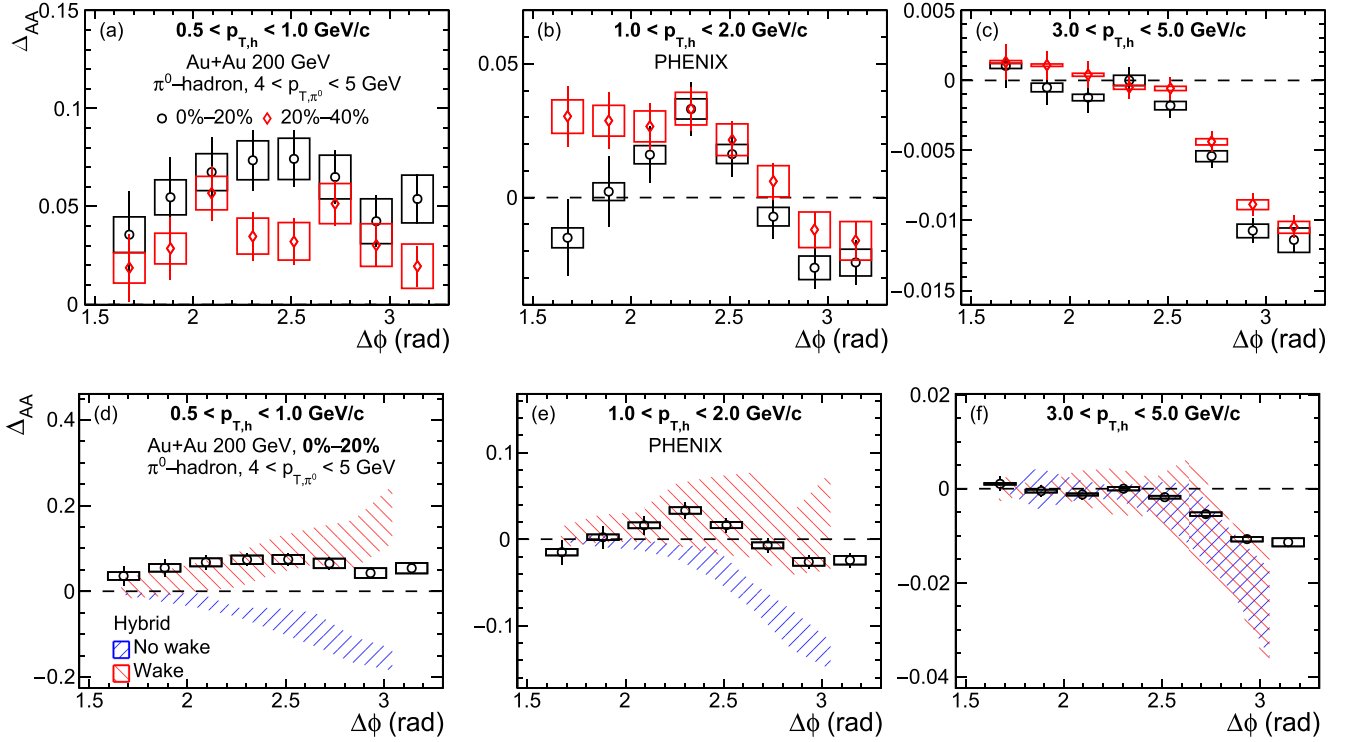 Δ_AA
(a) 0.5 < p_T,h < 1.0 GeV/c
Au+Au 200 GeV
π⁰–hadron, 4 < p_T,π⁰ < 5 GeV
0%–20% 20%–40%
0.15
0.1
0.05
0
1.5 2 2.5 3
Δϕ (rad)
(b) 1.0 < p_T,h < 2.0 GeV/c
PHENIX
0.05
0
1.5 2 2.5 3
Δϕ (rad)
(c) 3.0 < p_T,h < 5.0 GeV/c
0.005
0
−0.005
−0.01
−0.015
1.5 2 2.5 3
Δϕ (rad)
Δ_AA
(d) 0.5 < p_T,h < 1.0 GeV/c
Au+Au 200 GeV, 0%–20%
π⁰–hadron, 4 < p_T,π⁰ < 5 GeV
0.4
0.2
0
−0.2
Hybrid
No wake
Wake
1.5 2 2.5 3
Δϕ (rad)
(e) 1.0 < p_T,h < 2.0 GeV/c
PHENIX
0.1
0
−0.1
1.5 2 2.5 3
Δϕ (rad)
(f) 3.0 < p_T,h < 5.0 GeV/c
0.02
0
−0.02
−0.04
1.5 2 2.5 3
Δϕ (rad)